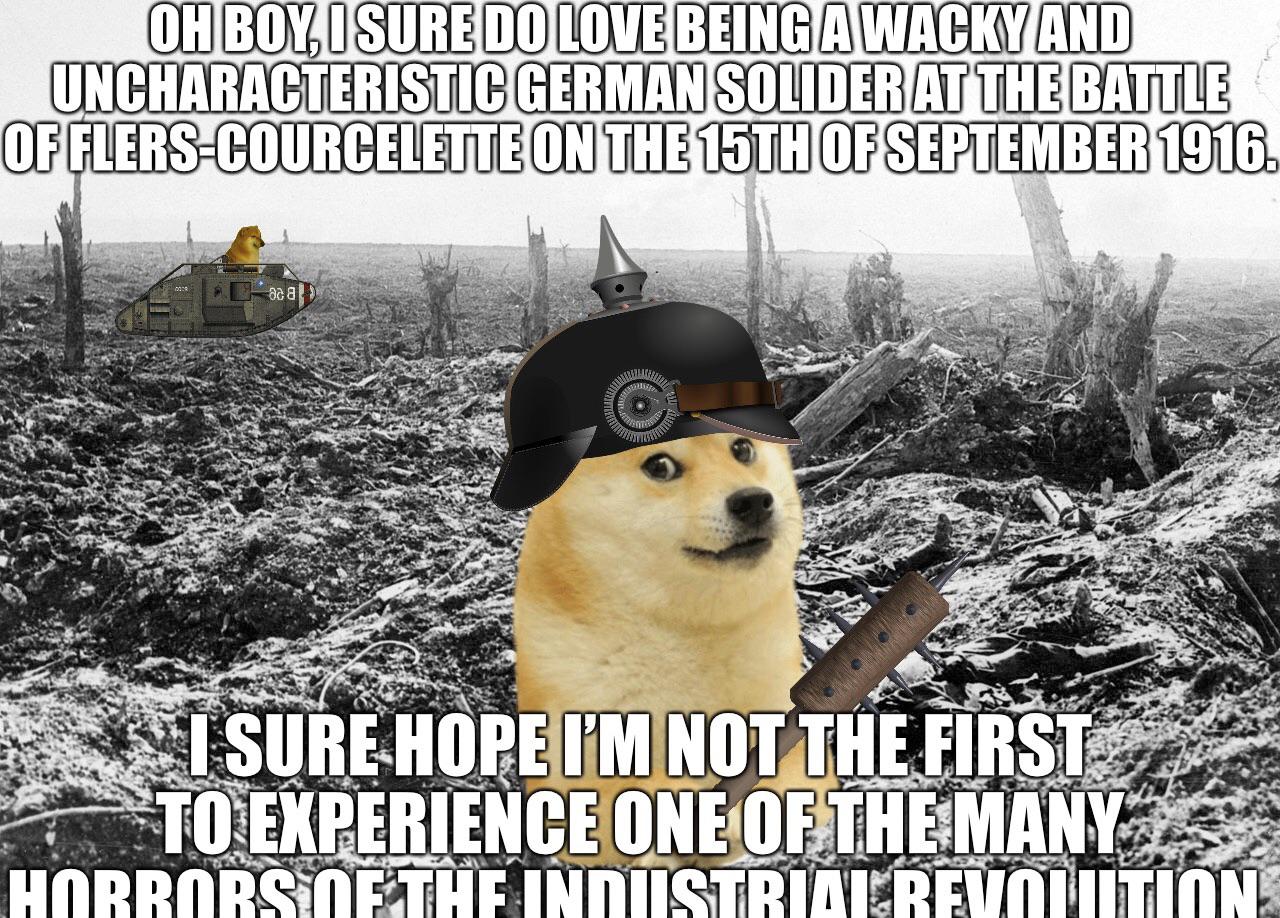 OH BOY, I SURE DO LOVE BEING A WACKY AND
UNCHARACTERISTIC GERMAN SOLIDER AT THE BATTLE
OF FLERS-COURCELETTE ON THE 15TH OF SEPTEMBER 1916.
I SURE HOPE I'M NOT THE FIRST
TO EXPERIENCE ONE OF THE MANY
HORRORS OF THE INDUSTRIAL REVOLUTION